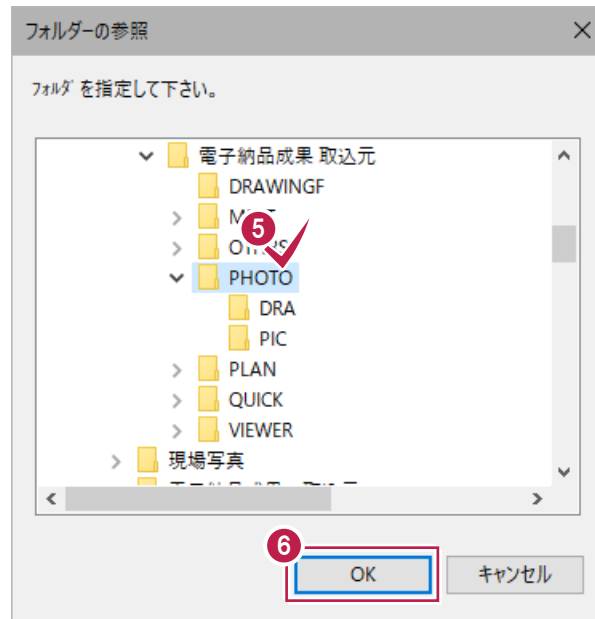 フォルダーの参照
ﾌｫﾙﾀﾞを指定して下さい。
電子納品成果 取込元
DRAWINGF
5
PHOTO
DRA
PIC
PLAN
QUICK
VIEWER
現場写真
6
OK
キャンセル